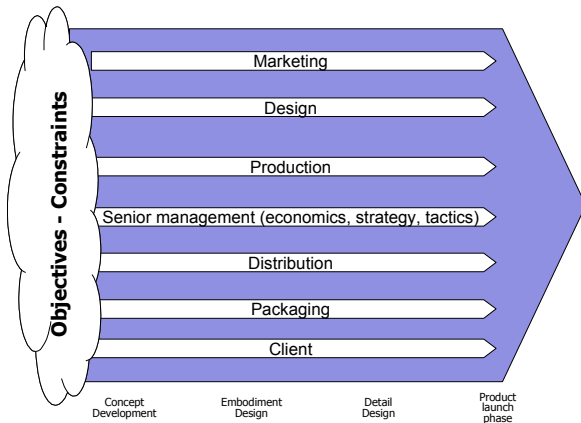 Objectives - Constraints
Marketing
Design
Production
Senior management (economics, strategy, tactics)
Distribution
Packaging
Client
Concept
Development
Embodiment
Design
Detail
Design
Product
launch
phase